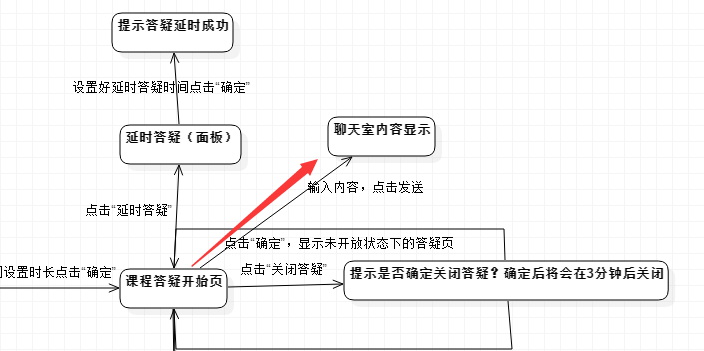 提示答疑延时成功
设置好延时答疑时间点击“确定”
延时答疑（面板）
聊天室内容显示
输入内容，点击发送
点击“延时答疑”
点击“确定”，显示未开放状态下的答疑页
设置时长点击“确定”
课程答疑开始页
点击“关闭答疑”
提示是否确定关闭答疑？确定后将会在3分钟后关闭